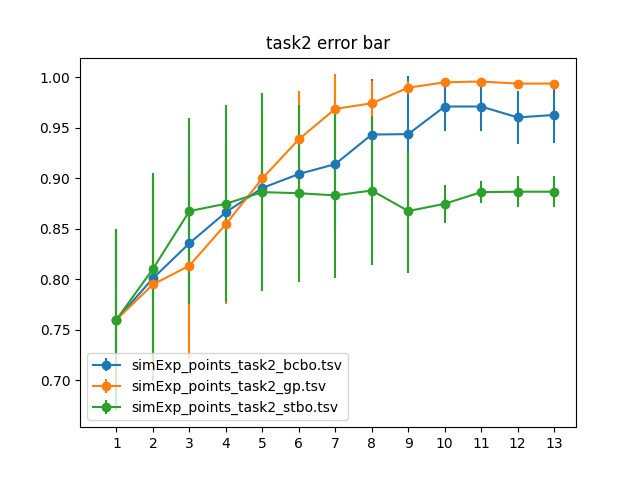 task2 error bar
1.00
0.95
0.90
0.85
0.80
0.75
0.70
simExp_points_task2_bcbo.tsv
simExp_points_task2_gp.tsv
simExp_points_task2_stbo.tsv
1 2 3 4 5 6 7 8 9 10 11 12 13